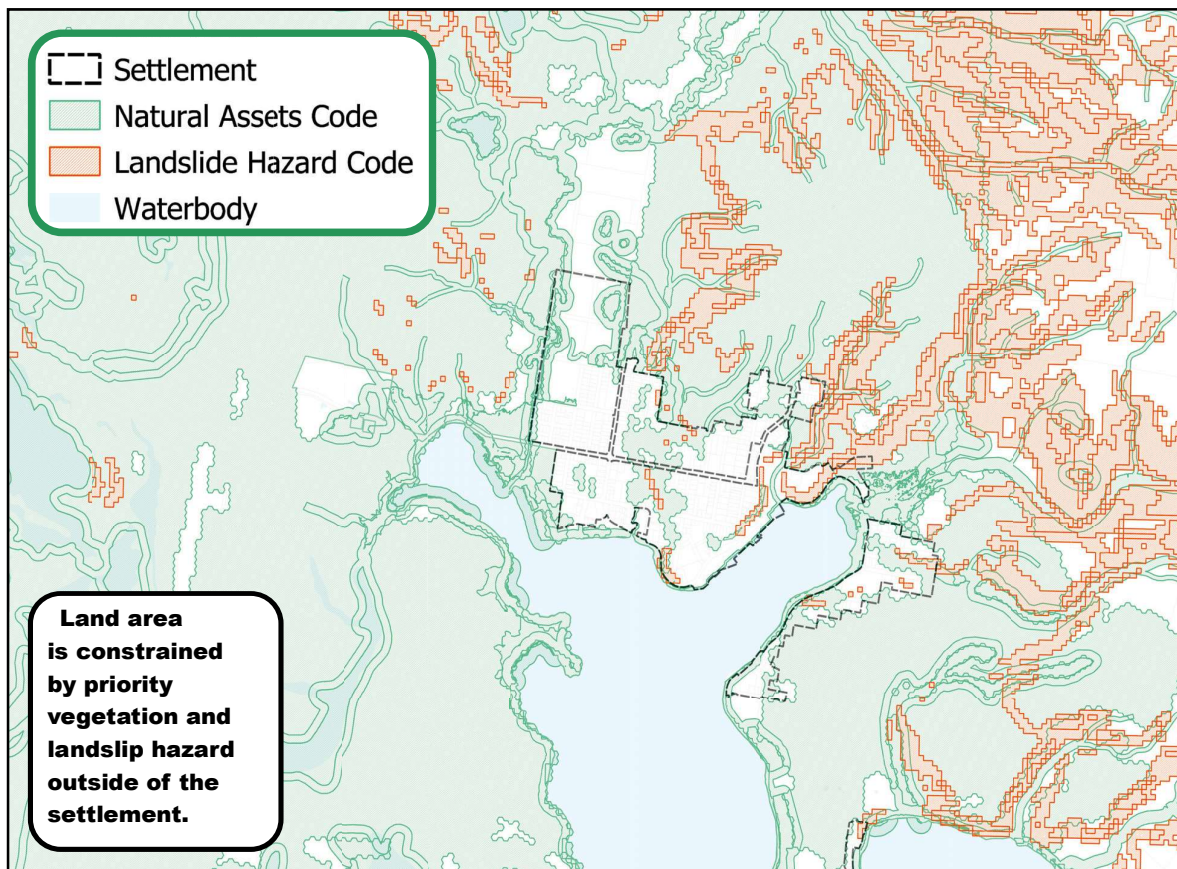 Settlement
Natural Assets Code
Landslide Hazard Code
Waterbody
Land area
is constrained
by priority
vegetation and
landslip hazard
outside of the
settlement.